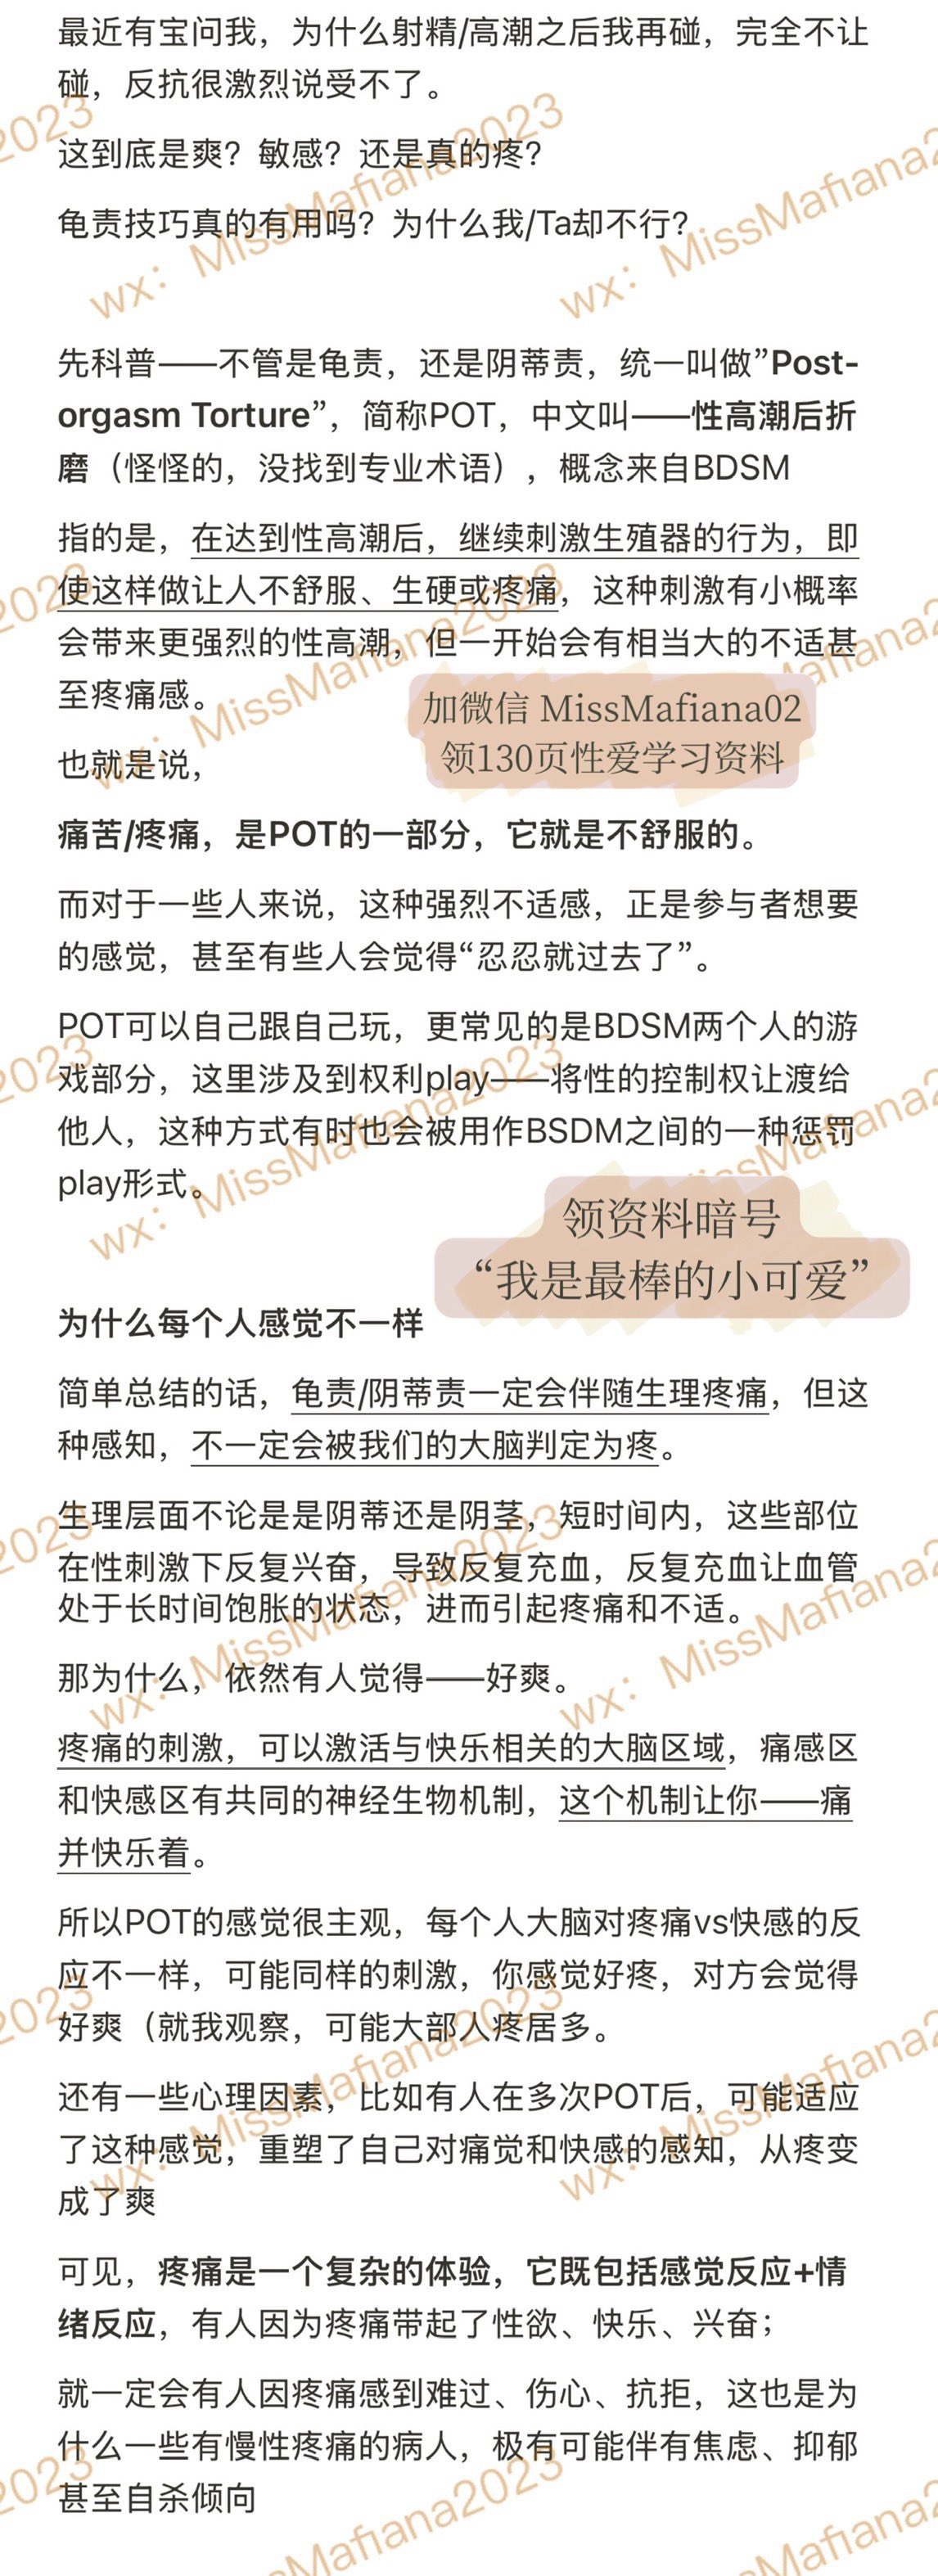 最近有宝问我，为什么射精/高潮之后我再碰，完全不让
碰，反抗很激烈说受不了。
这到底是爽？敏感？还是真的疼？
龟责技巧真的有用吗？为什么我/Ta却不行？
wx：MissMafiana2023
先科普——不管是龟责，还是阴蒂责，统一叫做”Post-
orgasm Torture”，简称POT，中文叫——性高潮后折
磨（怪怪的，没找到专业术语），概念来自BDSM
指的是，在达到性高潮后，继续刺激生殖器的行为，即
使这样做让人不舒服、生硬或疼痛，这种刺激有小概率
会带来更强烈的性高潮，但一开始会有相当大的不适甚
至疼痛感。
加微信 MissMafiana02
领130页性爱学习资料
也就是说，
痛苦/疼痛，是POT的一部分，它就是不舒服的。
而对于一些人来说，这种强烈不适感，正是参与者想要
的感觉，甚至有些人会觉得“忍忍就过去了”。
POT可以自己跟自己玩，更常见的是BDSM两个人的游
戏部分，这里涉及到权利play——将性的控制权让渡给
他人，这种方式有时也会被用作BSDM之间的一种惩罚
play形式。
领资料暗号
“我是最棒的小可爱”
为什么每个人感觉不一样
简单总结的话，龟责/阴蒂责一定会伴随生理疼痛，但这
种感知，不一定会被我们的大脑判定为疼。
生理层面不论是是阴蒂还是阴茎，短时间内，这些部位
在性刺激下反复兴奋，导致反复充血，反复充血让血管
处于长时间饱胀的状态，进而引起疼痛和不适。
那为什么，依然有人觉得——好爽。
疼痛的刺激，可以激活与快乐相关的大脑区域，痛感区
和快感区有共同的神经生物机制，这个机制让你——痛
并快乐着。
所以POT的感觉很主观，每个人大脑对疼痛vs快感的反
应不一样，可能同样的刺激，你感觉好疼，对方会觉得
好爽（就我观察，可能大部人疼居多。
还有一些心理因素，比如有人在多次POT后，可能适应
了这种感觉，重塑了自己对痛觉和快感的感知，从疼变
成了爽
可见，疼痛是一个复杂的体验，它既包括感觉反应+情
绪反应，有人因为疼痛带起了性欲、快乐、兴奋；
就一定会有人因疼痛感到难过、伤心、抗拒，这也是为
什么一些有慢性疼痛的病人，极有可能伴有焦虑、抑郁
甚至自杀倾向